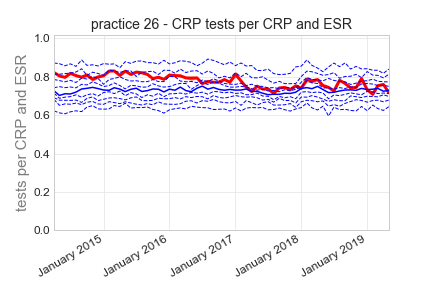 practice 26 - CRP tests per CRP and ESR
tests per CRP and ESR
1.0
0.8
0.6
0.4
0.2
0.0
January 2015
January 2016
January 2017
January 2018
January 2019